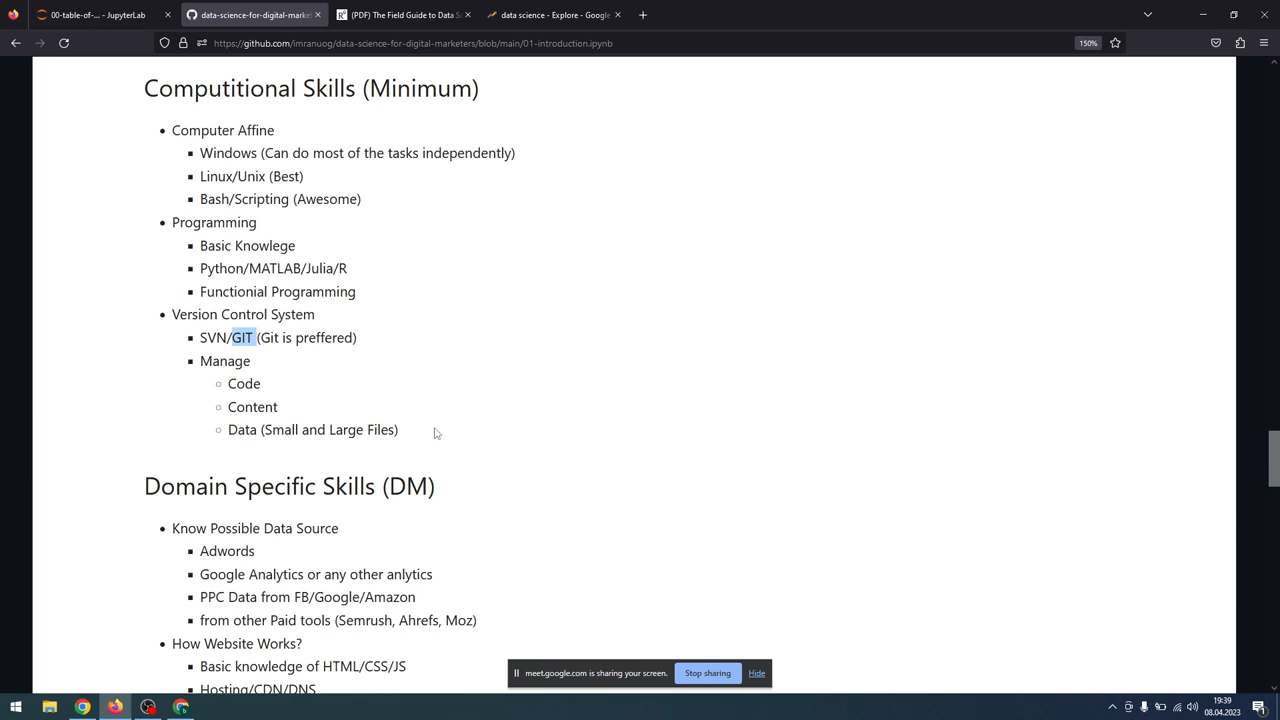 00-table-of-... - JupyterLab
data-science-for-digital-market
(PDF) The Field Guide to Data Sc
data science - Explore - Google
https://github.com/imranuog/data-science-for-digital-marketers/blob/main/01-introduction.ipynb
150%
Computitional Skills (Minimum)
Computer Affine
Windows (Can do most of the tasks independently)
Linux/Unix (Best)
Bash/Scripting (Awesome)
Programming
Basic Knowlege
Python/MATLAB/Julia/R
Functionial Programming
Version Control System
SVN/GIT (Git is preffered)
Manage
Code
Content
Data (Small and Large Files)
Domain Specific Skills (DM)
Know Possible Data Source
Adwords
Google Analytics or any other anlytics
PPC Data from FB/Google/Amazon
from other Paid tools (Semrush, Ahrefs, Moz)
How Website Works?
Basic knowledge of HTML/CSS/JS
Hosting/CDN/DNS
meet.google.com is sharing your screen.
Stop sharing
Hide
19:39
08.04.2023